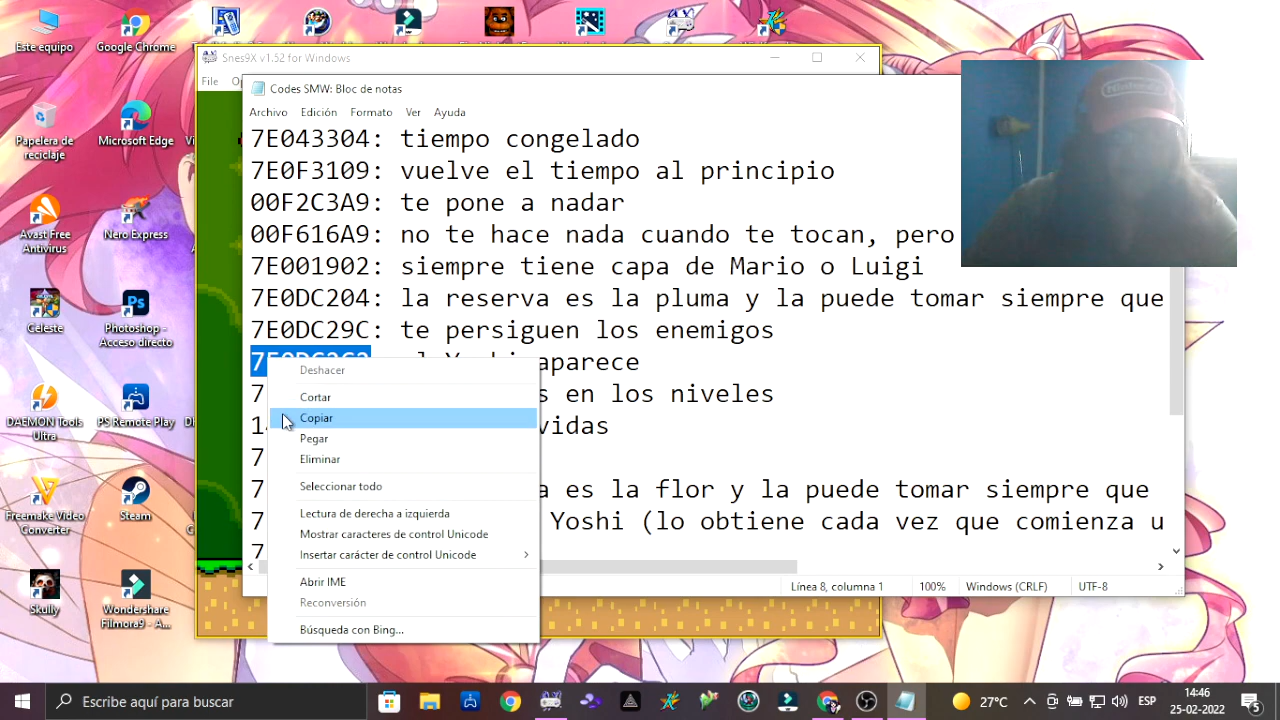 Este equipo
Google Chrome
Snes9X v1.52 for Windows
File
Codes SMW: Bloc de notas
Archivo Edición Formato Ver Ayuda
Nintendo
7E043304: tiempo congelado
7E0F3109: vuelve el tiempo al principio
00F2C3A9: te pone a nadar
00F616A9: no te hace nada cuando te tocan, pero
7E001902: siempre tiene capa de Mario o Luigi
7E0DC204: la reserva es la pluma y la puede tomar siempre que
7E0DC29C: te persiguen los enemigos
aparece
s en los niveles
vidas
a es la flor y la puede tomar siempre que
Yoshi (lo obtiene cada vez que comienza u
Deshacer
Cortar
Copiar
Pegar
Eliminar
Seleccionar todo
Lectura de derecha a izquierda
Mostrar caracteres de control Unicode
Insertar carácter de control Unicode
Abrir IME
Reconversión
Búsqueda con Bing...
Línea 8, columna 1 100% Windows (CRLF) UTF-8
Papelera de
reciclaje
Microsoft Edge
Avast Free
Antivirus
Nero Express
Celeste
Photoshop -
Acceso directo
DAEMON Tools
Ultra
PS Remote Play
Freemake Video
Converter
Steam
Skully
Wondershare
Filmora9 - A...
Escribe aquí para buscar
27°C
ESP
14:46
25-02-2022
5